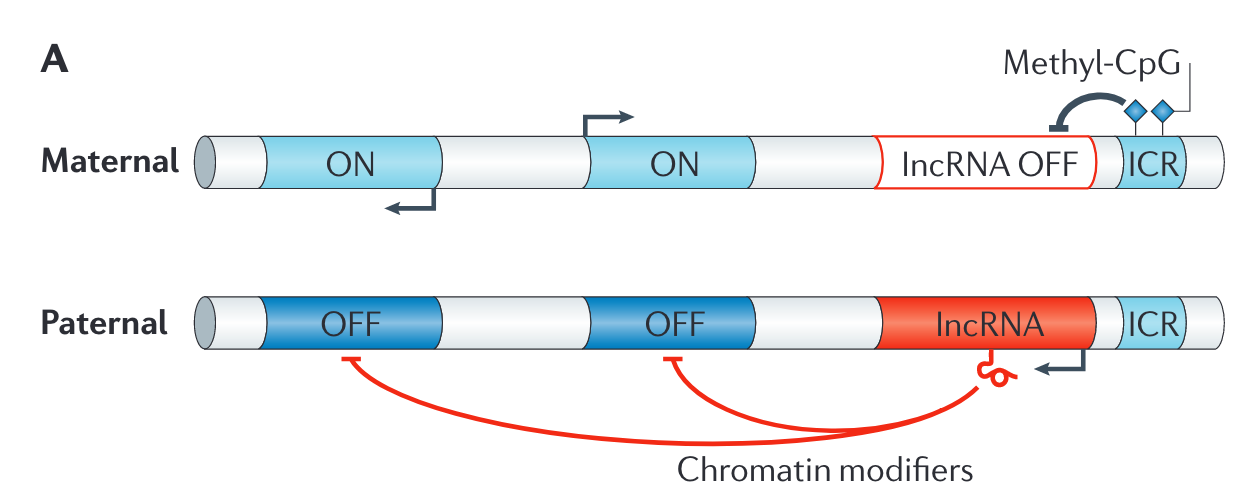 A
Methyl-CpG
Maternal ON ON lncRNA OFF ICR
Paternal OFF OFF lncRNA ICR
Chromatin modifiers